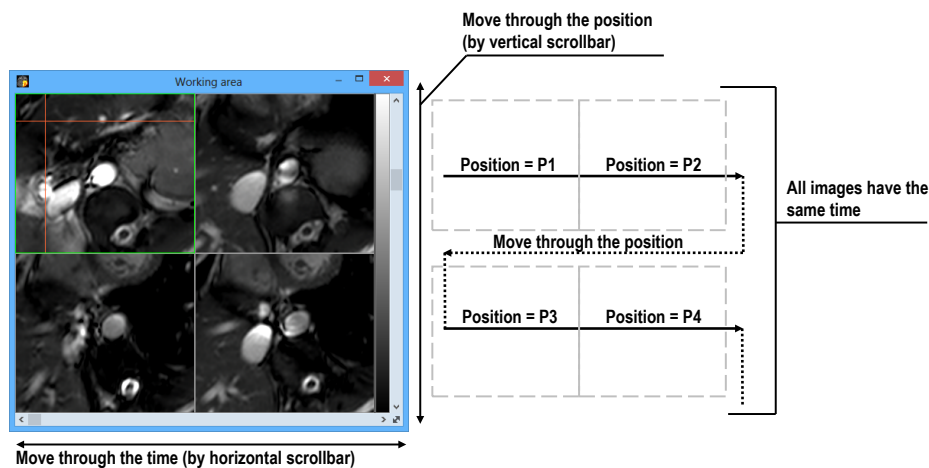 Move through the position
(by vertical scrollbar)
Working area
Position = P1
Position = P2
All images have the
same time
Move through the position
Position = P3
Position = P4
Move through the time (by horizontal scrollbar)